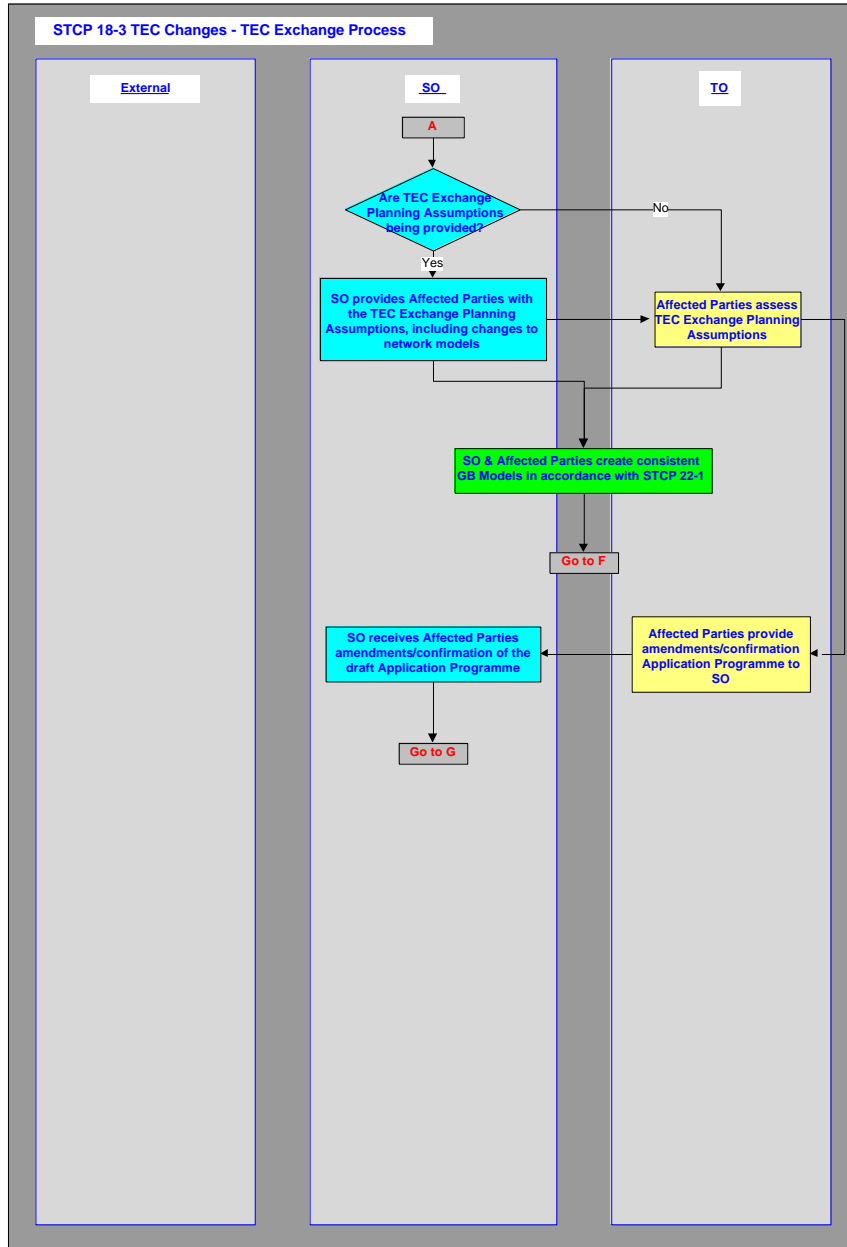 STCP 18-3 TEC Changes - TEC Exchange Process
External
SO
TO
A
Are TEC Exchange
Planning Assumptions
being provided?
No
Yes
SO provides Affected Parties with
the TEC Exchange Planning
Assumptions, including changes to
network models
Affected Parties assess
TEC Exchange Planning
Assumptions
SO & Affected Parties create consistent
GB Models in accordance with STCP 22-1
Go to F
SO receives Affected Parties
amendments/confirmation of the
draft Application Programme
Affected Parties provide
amendments/confirmation
Application Programme to
SO
Go to G